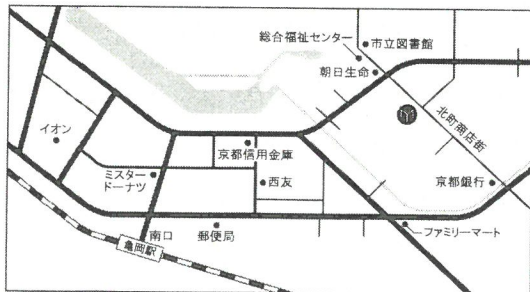 総合福祉センター
市立図書館
朝日生命
北町商店街
イオン
京都信用金庫
ミスター
ドーナツ
西友
京都銀行
南口
郵便局
ファミリーマート
亀岡駅